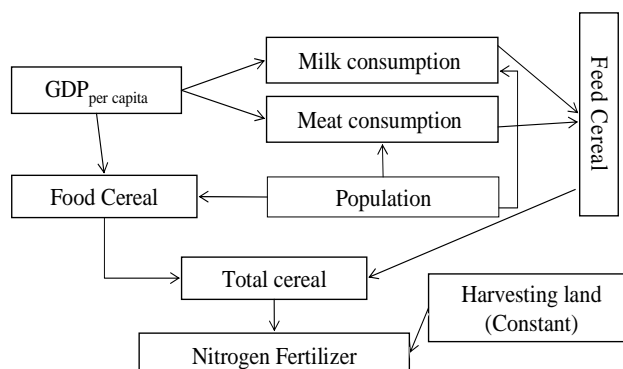 Milk consumption
GDP per capita
Meat consumption
Feed Cereal
Food Cereal
Population
Total cereal
Harvesting land
(Constant)
Nitrogen Fertilizer